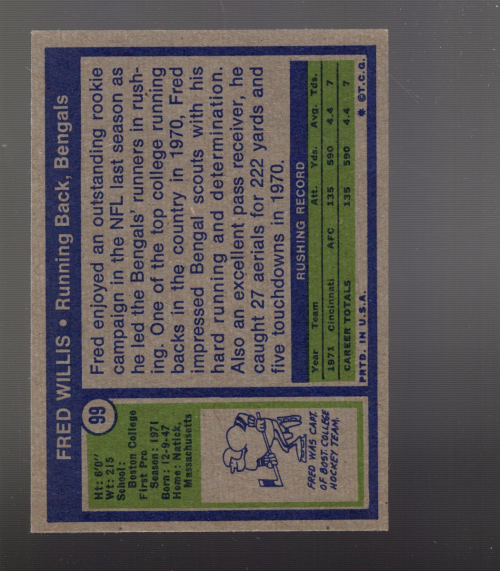 FRED WILLIS • Running Back, Bengals
99
Ht: 6'0"
Wt: 215
School:
Boston College
First Pro
Season: 1971
Born: 12-9-47
Home: Natick,
Massachusetts
FRED WAS CAPT.
OF BOST. COLLEGE
HOCKEY TEAM.
Fred enjoyed an outstanding rookie
campaign in the NFL last season as
he led the Bengals' runners in rush-
ing. One of the top college running
backs in the country in 1970, Fred
impressed Bengal scouts with his
hard running and determination.
Also an excellent pass receiver, he
caught 27 aerials for 222 yards and
five touchdowns in 1970.
RUSHING RECORD
Year Team Att. Yds. Avg. Tds.
1971 Cincinnati AFC 135 590 4.4 7
CAREER TOTALS 135 590 4.4 7
PRTD. IN U.S.A. * ©T.C.G.